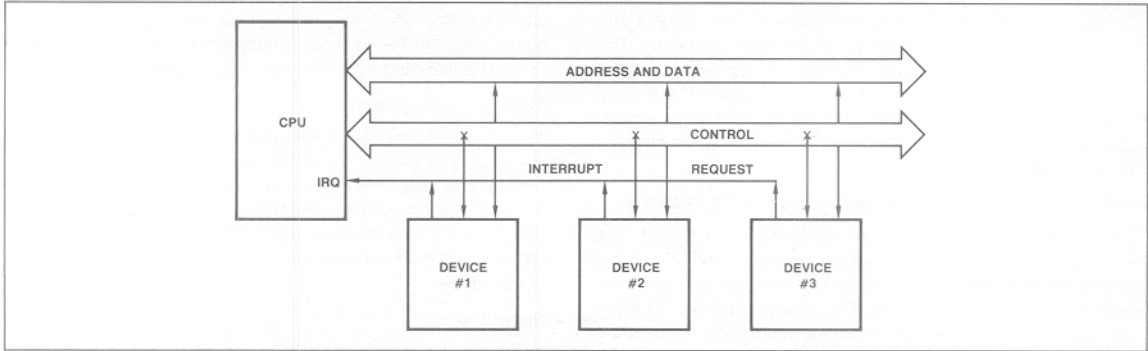 ADDRESS AND DATA
CPU
CONTROL
INTERRUPT REQUEST
IRQ
DEVICE
#1
DEVICE
#2
DEVICE
#3